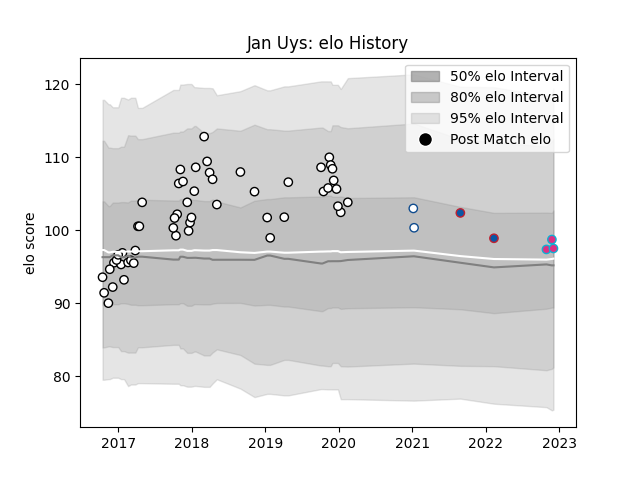 Jan Uys: elo History
50% elo Interval
80% elo Interval
95% elo Interval
Post Match elo
elo score
120
110
100
90
80
2017 2018 2019 2020 2021 2022 2023